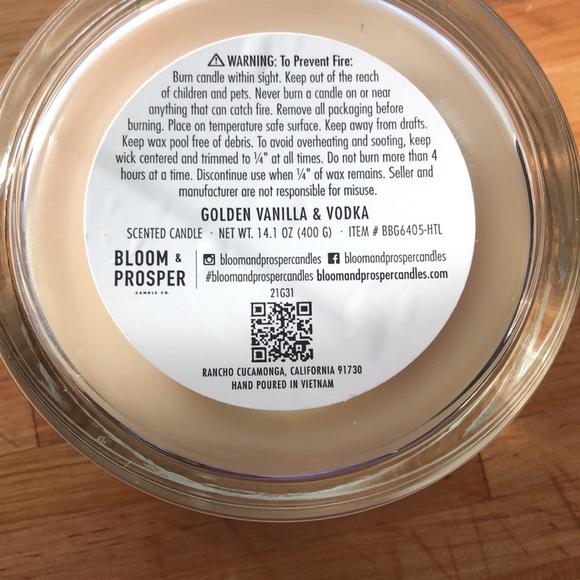 ⚠ WARNING: To Prevent Fire:
Burn candle within sight. Keep out of the reach
of children and pets. Never burn a candle on or near
anything that can catch fire. Remove all packaging before
burning. Place on temperature safe surface. Keep away from drafts.
Keep wax pool free of debris. To avoid overheating and sooting, keep
wick centered and trimmed to ¼" at all times. Do not burn more than 4
hours at a time. Discontinue use when ¼" of wax remains. Seller and
manufacturer are not responsible for misuse.
GOLDEN VANILLA & VODKA
SCENTED CANDLE · NET WT. 14.1 OZ (400 G) · ITEM # BBG6405-HTL
BLOOM &
PROSPER
CANDLE CO.
bloomandprospercandles bloomandprospercandles
#bloomandprospercandles bloomandprospercandles.com
21G31
RANCHO CUCAMONGA, CALIFORNIA 91730
HAND POURED IN VIETNAM